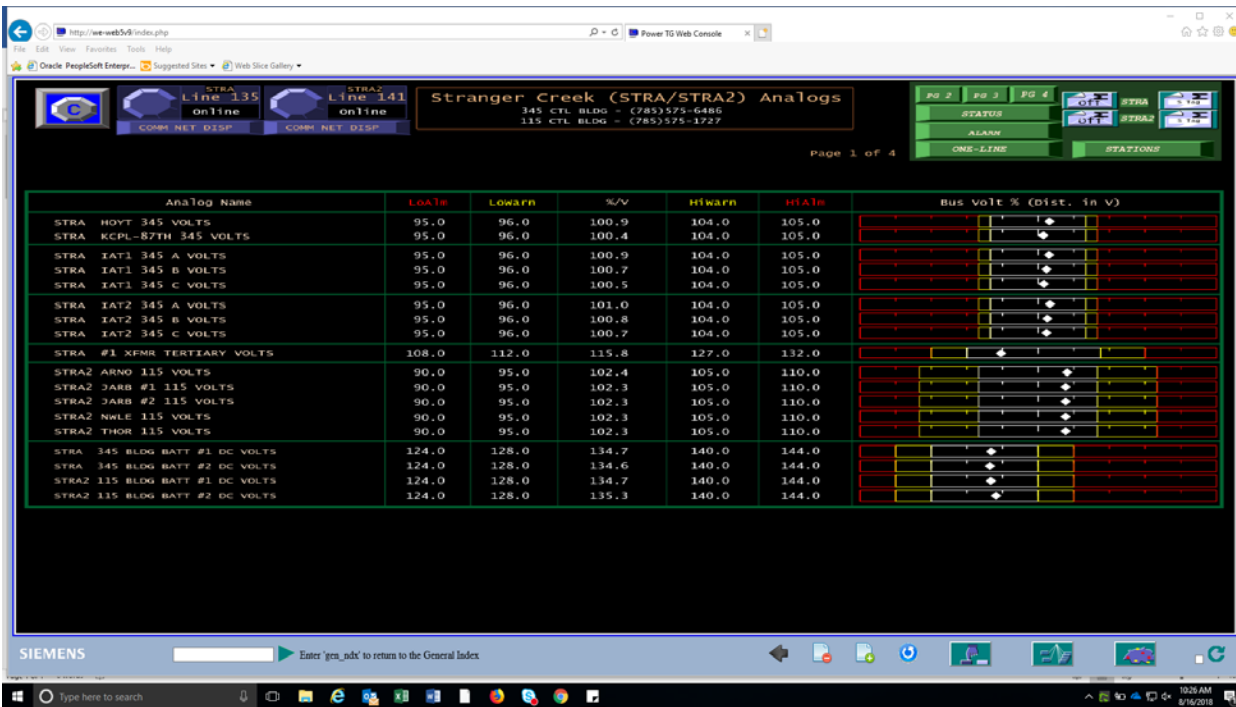 http://we-web5v9/index.php
Power TG Web Console
File Edit View Favorites Tools Help
Oracle PeopleSoft Enterpr... Suggested Sites Web Slice Gallery
STRA
Line 135
online
COMM NET DISP
STRA2
Line 141
online
COMM NET DISP
Stranger Creek (STRA/STRA2) Analogs
345 CTL BLDG - (785)575-6486
115 CTL BLDG - (785)575-1727
Page 1 of 4
PG 2 PG 3 PG 4
STATUS
ALARM
ONE-LINE
STATIONS
Off STRA % Tag
Off STRA2 % Tag
Analog Name LoAlm Lowarn %/V Hiwarn HiAlm Bus Volt % (Dist. in V)
STRA HOYT 345 VOLTS 95.0 96.0 100.9 104.0 105.0
STRA KCPL-87TH 345 VOLTS 95.0 96.0 100.4 104.0 105.0
STRA IAT1 345 A VOLTS 95.0 96.0 100.9 104.0 105.0
STRA IAT1 345 B VOLTS 95.0 96.0 100.7 104.0 105.0
STRA IAT1 345 C VOLTS 95.0 96.0 100.5 104.0 105.0
STRA IAT2 345 A VOLTS 95.0 96.0 101.0 104.0 105.0
STRA IAT2 345 B VOLTS 95.0 96.0 100.8 104.0 105.0
STRA IAT2 345 C VOLTS 95.0 96.0 100.7 104.0 105.0
STRA #1 XFMR TERTIARY VOLTS 108.0 112.0 115.8 127.0 132.0
STRA2 ARNO 115 VOLTS 90.0 95.0 102.4 105.0 110.0
STRA2 JARB #1 115 VOLTS 90.0 95.0 102.3 105.0 110.0
STRA2 JARB #2 115 VOLTS 90.0 95.0 102.3 105.0 110.0
STRA2 NWLE 115 VOLTS 90.0 95.0 102.3 105.0 110.0
STRA2 THOR 115 VOLTS 90.0 95.0 102.3 105.0 110.0
STRA 345 BLDG BATT #1 DC VOLTS 124.0 128.0 134.7 140.0 144.0
STRA 345 BLDG BATT #2 DC VOLTS 124.0 128.0 134.6 140.0 144.0
STRA2 115 BLDG BATT #1 DC VOLTS 124.0 128.0 134.7 140.0 144.0
STRA2 115 BLDG BATT #2 DC VOLTS 124.0 128.0 135.3 140.0 144.0
SIEMENS
Enter 'gen_ndx' to return to the General Index
Type here to search
10:26 AM
8/16/2018